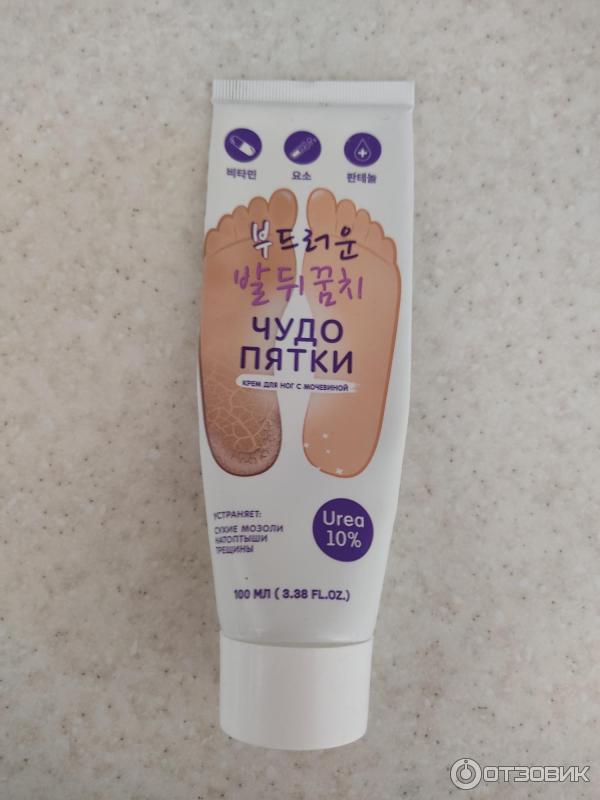 비타민 요소 판테놀
부드러운
발뒤꿈치
ЧУДО
ПЯТКИ
КРЕМ ДЛЯ НОГ С МОЧЕВИНОЙ
УСТРАНЯЕТ:
СУХИЕ МОЗОЛИ
НАТОПТЫШИ
ТРЕЩИНЫ
Urea
10%
100 МЛ ( 3.38 FL.OZ.)
ОТЗОВИК